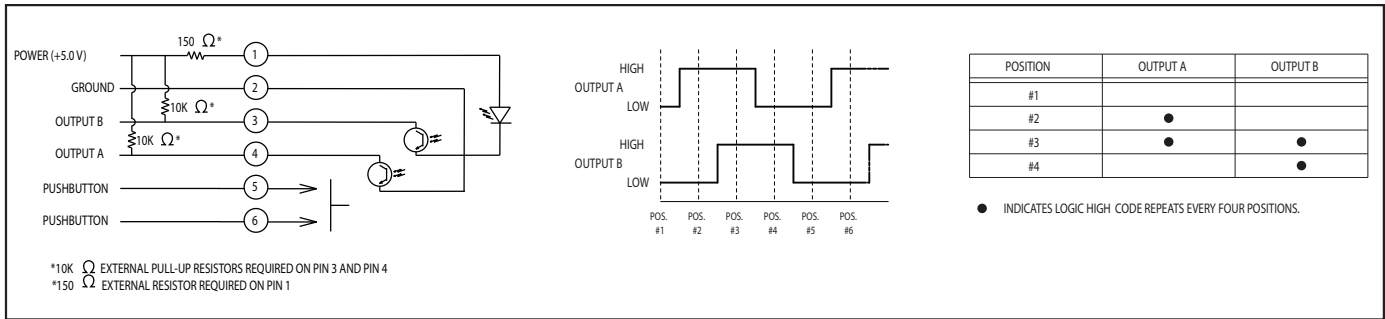 POWER (+5.0 V)
150 Ω*
1
GROUND
2
10K Ω*
OUTPUT B
3
10K Ω*
OUTPUT A
4
PUSHBUTTON
5
PUSHBUTTON
6
*10K Ω EXTERNAL PULL-UP RESISTORS REQUIRED ON PIN 3 AND PIN 4
*150 Ω EXTERNAL RESISTOR REQUIRED ON PIN 1
HIGH
OUTPUT A
LOW
HIGH
OUTPUT B
LOW
POS. POS. POS. POS. POS. POS.
#1 #2 #3 #4 #5 #6
POSITION OUTPUT A OUTPUT B
#1
#2 ●
#3 ● ●
#4 ●
● INDICATES LOGIC HIGH CODE REPEATS EVERY FOUR POSITIONS.